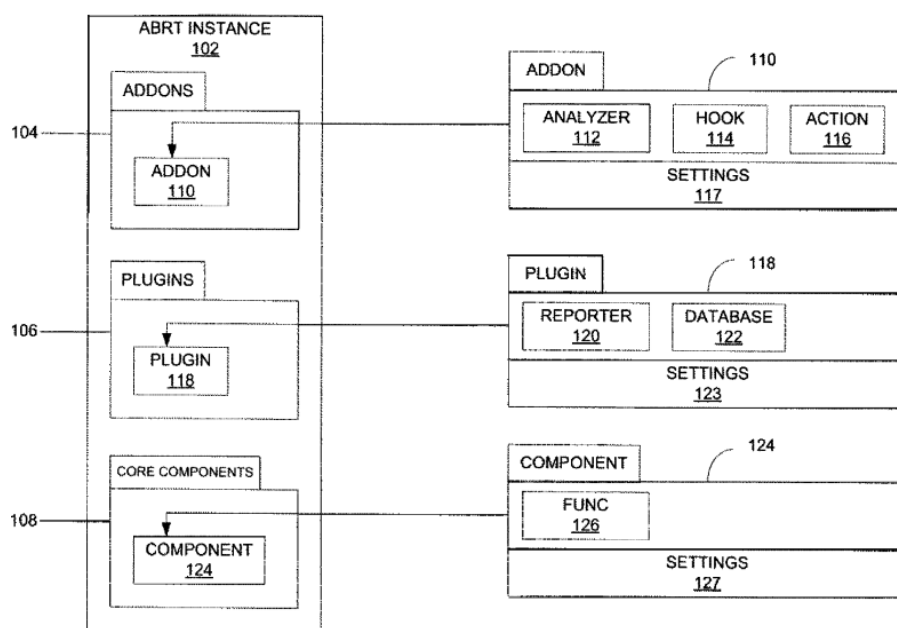 ABRT INSTANCE
102
ADDONS
104
ADDON
110
ADDON
110
ANALYZER
112
HOOK
114
ACTION
116
SETTINGS
117
PLUGINS
106
PLUGIN
118
PLUGIN
118
REPORTER
120
DATABASE
122
SETTINGS
123
CORE COMPONENTS
108
COMPONENT
124
COMPONENT
124
FUNC
126
SETTINGS
127